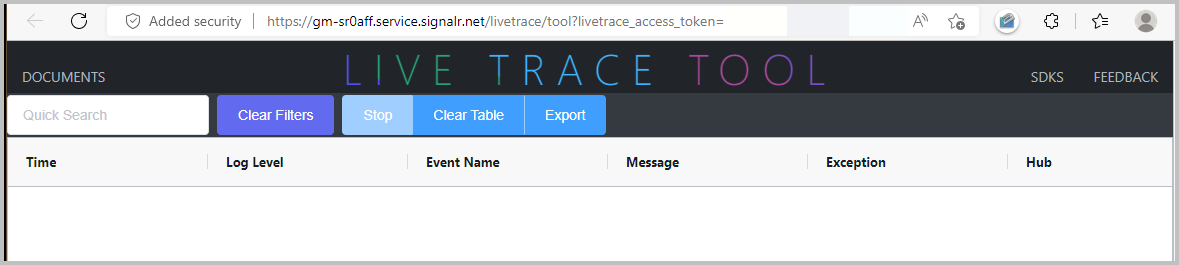 Added security https://gm-sr0aff.service.signalr.net/livetrace/tool?livetrace_access_token=
LIVE TRACE TOOL
DOCUMENTS SDKS FEEDBACK
Quick Search Clear Filters Stop Clear Table Export
Time Log Level Event Name Message Exception Hub